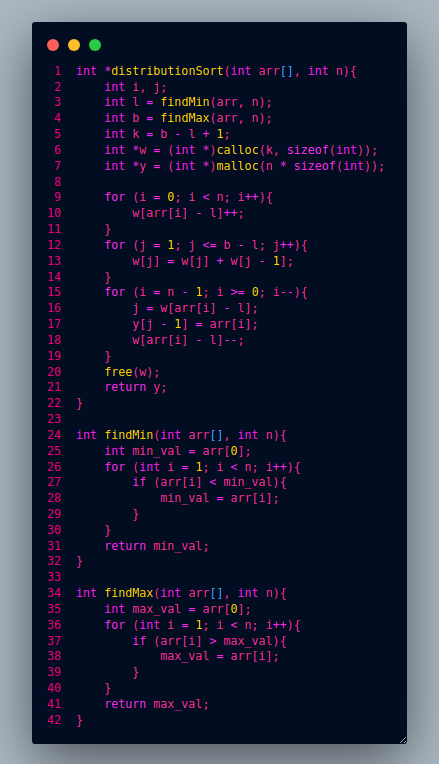 1 int *distributionSort(int arr[], int n){
2     int i, j;
3     int l = findMin(arr, n);
4     int b = findMax(arr, n);
5     int k = b - l + 1;
6     int *w = (int *)calloc(k, sizeof(int));
7     int *y = (int *)malloc(n * sizeof(int));
8
9     for (i = 0; i < n; i++){
10         w[arr[i] - l]++;
11     }
12     for (j = 1; j <= b - l; j++){
13         w[j] = w[j] + w[j - 1];
14     }
15     for (i = n - 1; i >= 0; i--){
16         j = w[arr[i] - l];
17         y[j - 1] = arr[i];
18         w[arr[i] - l]--;
19     }
20     free(w);
21     return y;
22 }
23
24 int findMin(int arr[], int n){
25     int min_val = arr[0];
26     for (int i = 1; i < n; i++){
27         if (arr[i] < min_val){
28             min_val = arr[i];
29         }
30     }
31     return min_val;
32 }
33
34 int findMax(int arr[], int n){
35     int max_val = arr[0];
36     for (int i = 1; i < n; i++){
37         if (arr[i] > max_val){
38             max_val = arr[i];
39         }
40     }
41     return max_val;
42 }